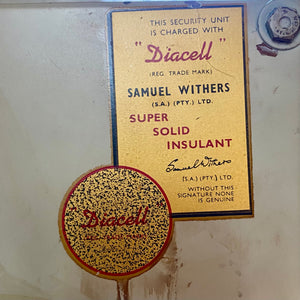 THIS SECURITY UNIT
IS CHARGED WITH
"Diacell"
(REG. TRADE MARK)
SAMUEL WITHERS
(S.A.) (PTY.) LTD.
SUPER
SOLID
INSULANT
Samuel Withers
(S.A.) (PTY.) LTD.
WITHOUT THIS
SIGNATURE NONE
IS GENUINE
Diacell